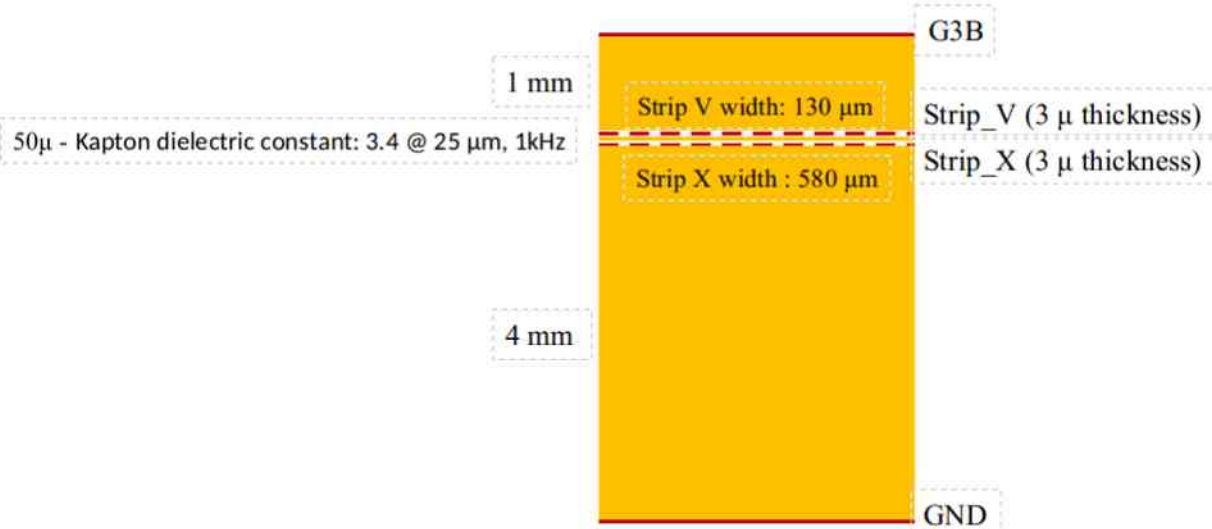 G3B
1 mm
Strip V width: 130 μm
Strip_V (3 μ thickness)
50μ - Kapton dielectric constant: 3.4 @ 25 μm, 1kHz
Strip_X (3 μ thickness)
Strip X width : 580 μm
4 mm
GND